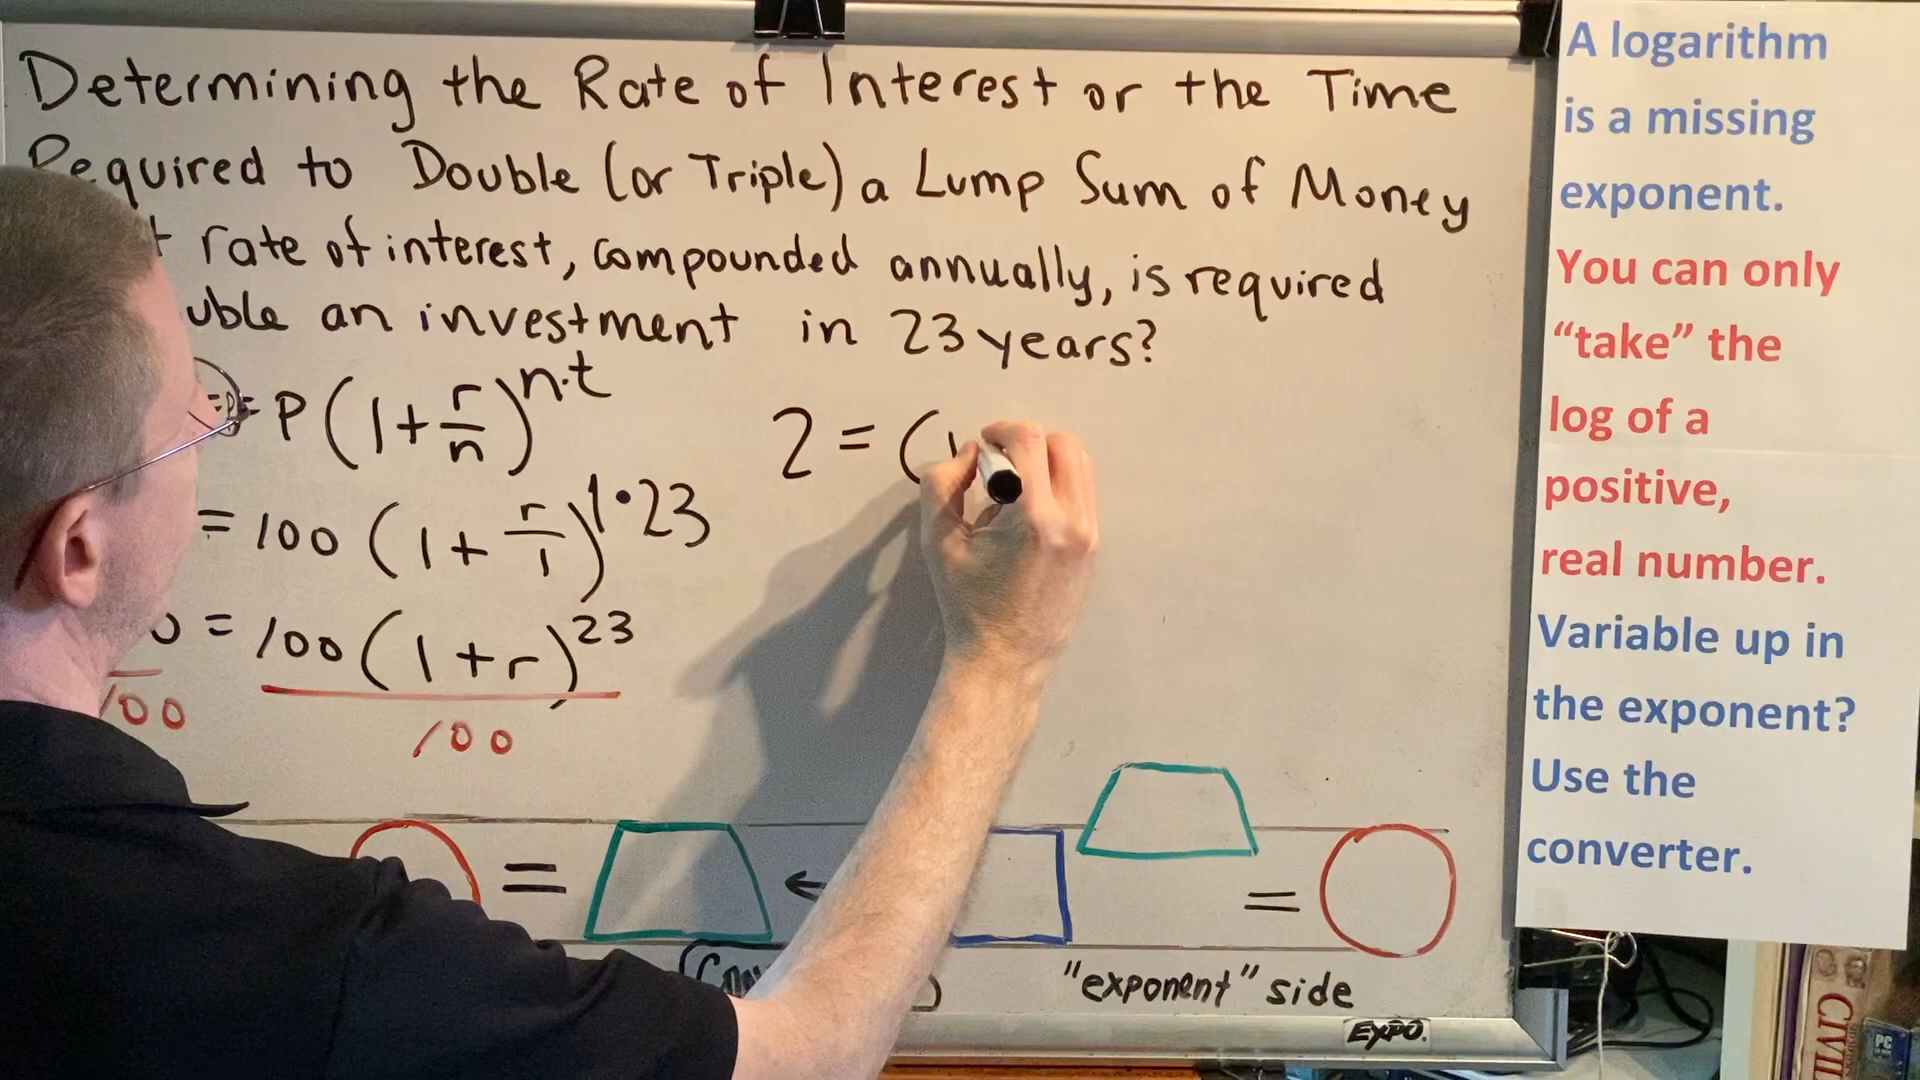 Determining the Rate of Interest or the Time
Required to Double (or Triple) a Lump Sum of Money
rate of interest, compounded annually, is required
an investment in 23 years?
= P(1+r/n)^n·t
= 100(1+r/1)^1·23
= 100(1+r)^23
/100
/100
2 = (
=
←
=
"exponent" side
EXPO.
A logarithm
is a missing
exponent.
You can only
“take” the
log of a
positive,
real number.
Variable up in
the exponent?
Use the
converter.
PC